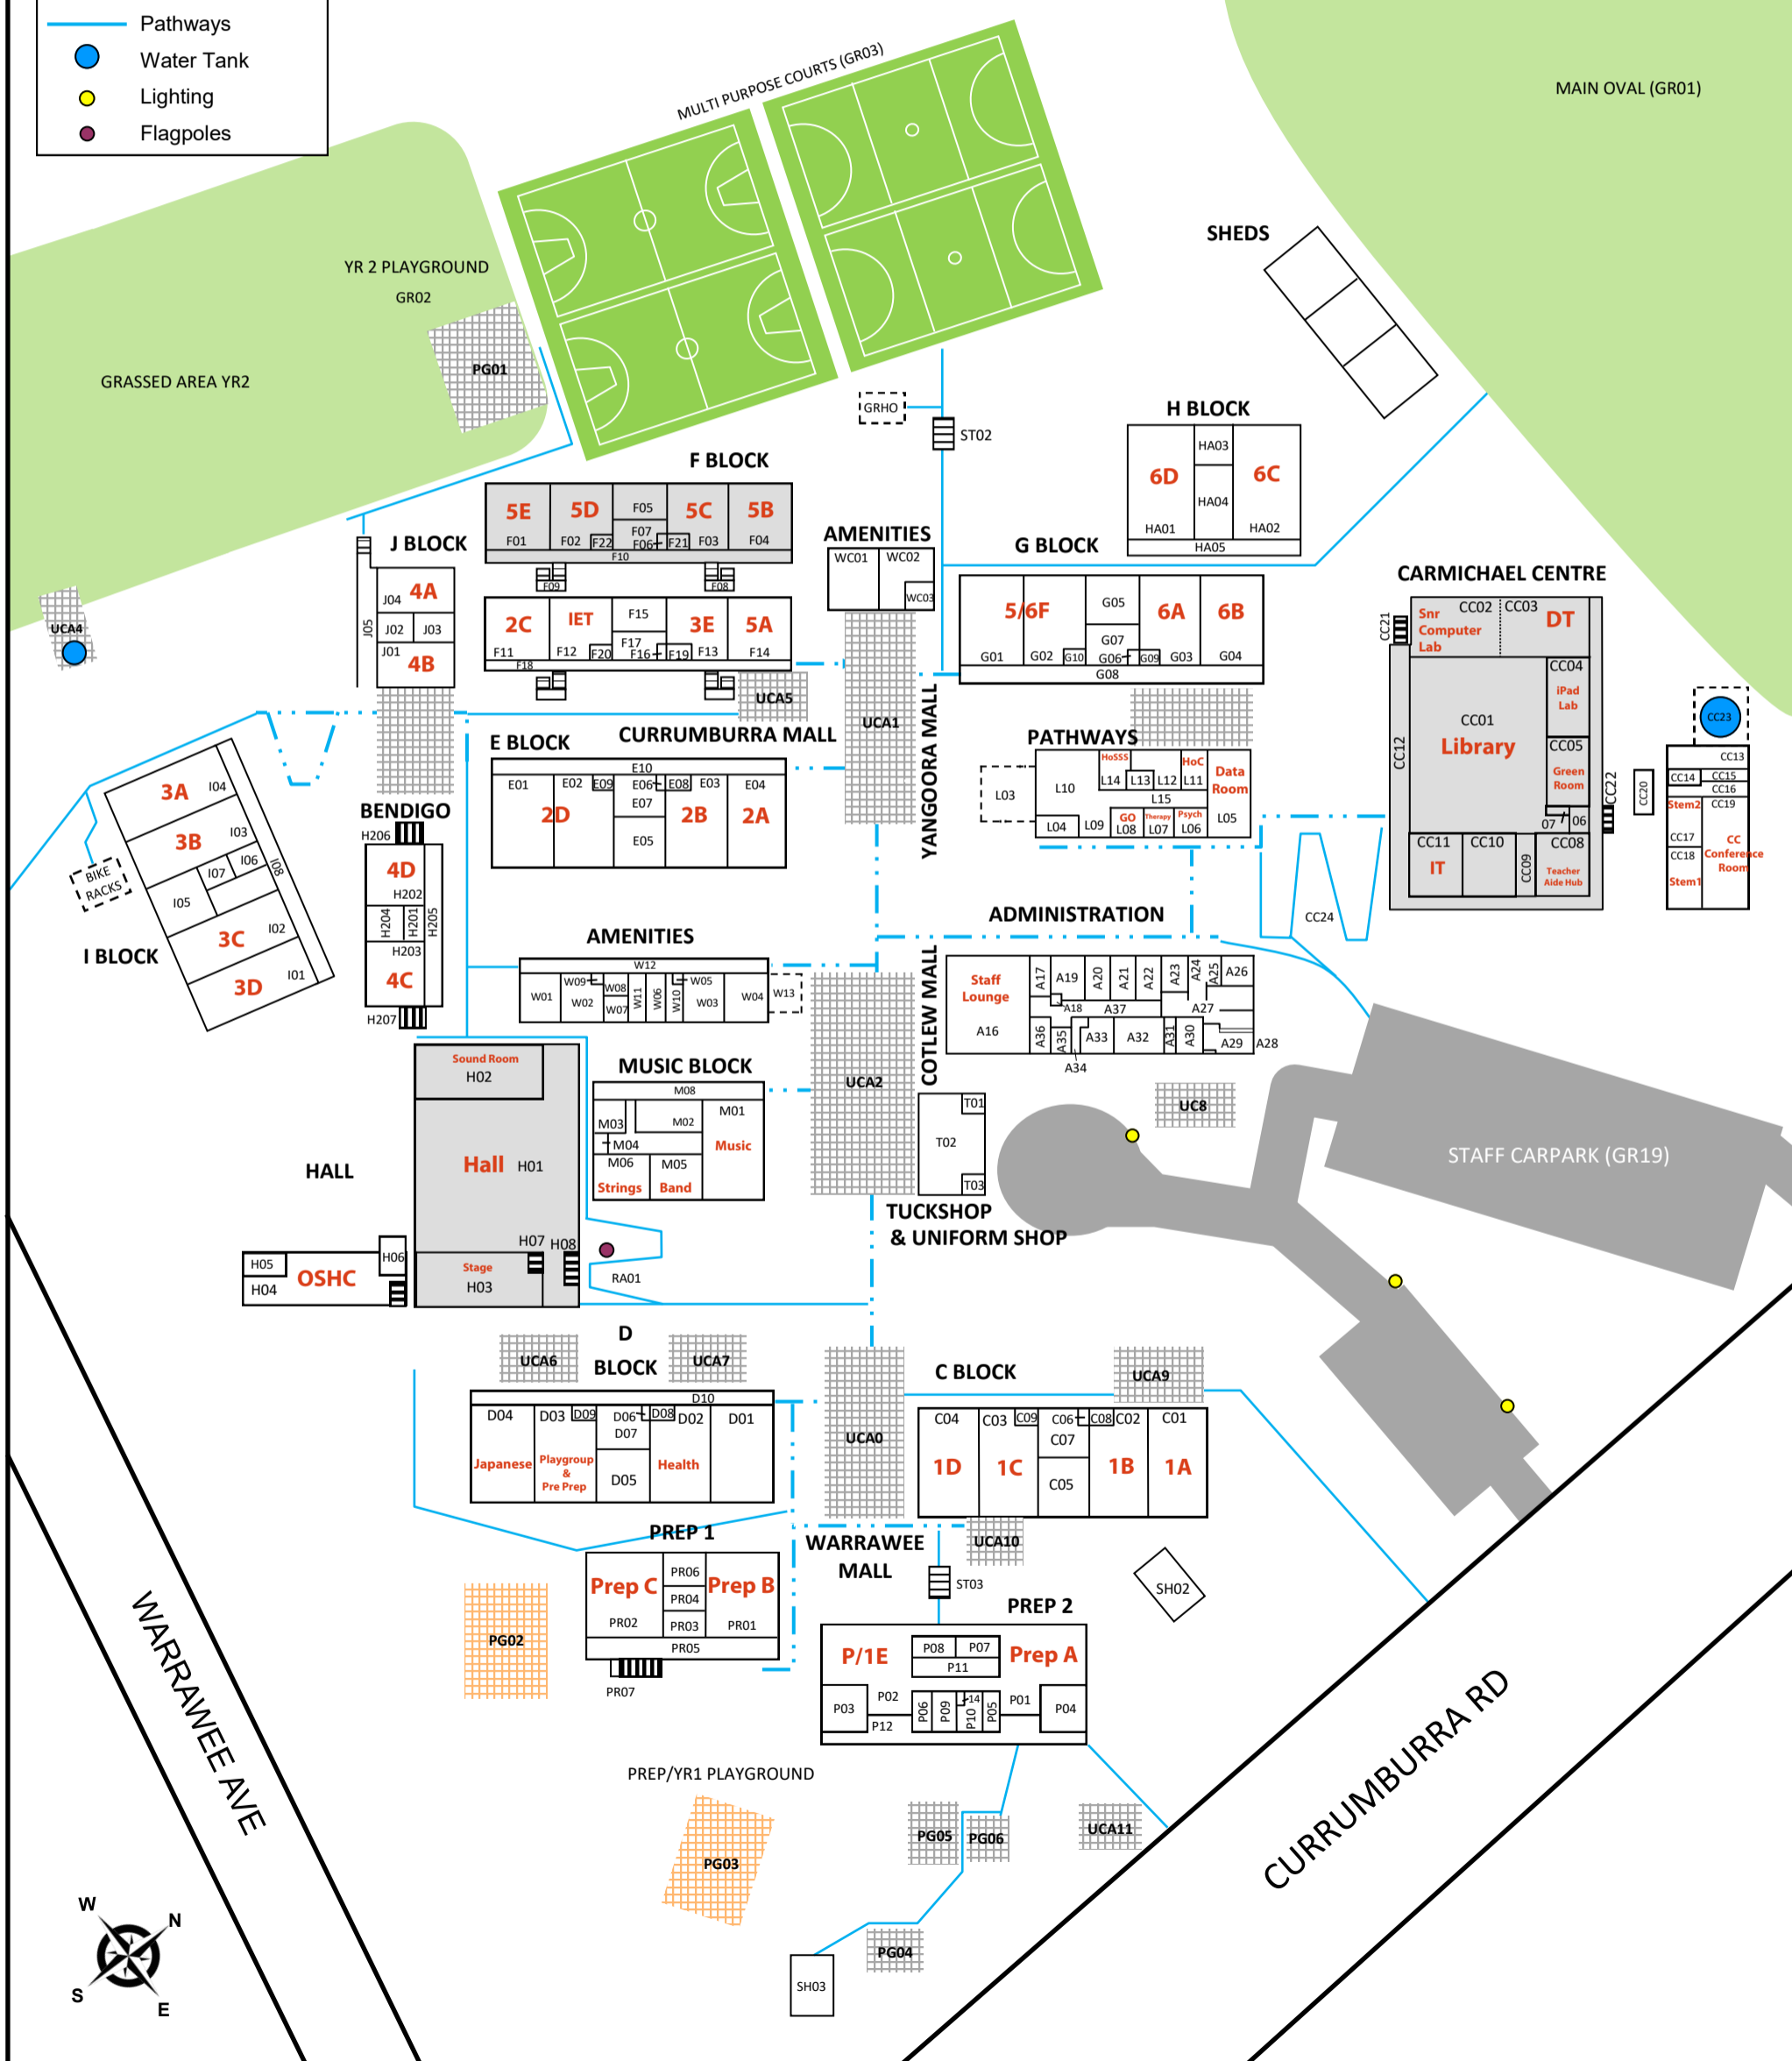 Pathways
Water Tank
Lighting
Flagpoles
MULTI PURPOSE COURTS (GR03)
MAIN OVAL (GR01)
SHEDS
YR 2 PLAYGROUND
GR02
GRASSED AREA YR2
PG01
GRHO
ST02
H BLOCK
6D
HA03
6C
HA04
HA01
HA02
HA05
F BLOCK
5E
5D
F05
5C
5B
F01
F02
F22
F07
F06
F21
F03
F04
F10
F09
F08
2C
IET
F15
3E
5A
F11
F12
F20
F17
F16
F19
F13
F14
F18
J BLOCK
J04
4A
J05
J02
J03
J01
4B
UCA4
AMENITIES
WC01
WC02
WC03
G BLOCK
5/6F
G05
6A
6B
G07
G01
G02
G10
G06
G09
G03
G04
G08
CARMICHAEL CENTRE
CC21
Snr
Computer
Lab
CC02
CC03
DT
CC04
iPad
Lab
CC01
Library
CC12
CC05
Green
Room
CC22
07
06
CC11
IT
CC10
CC09
CC08
Teacher
Aide Hub
CC20
CC23
CC13
CC14
CC15
CC16
Stem2
CC19
CC17
CC
Conference
Room
CC18
Stem1
CC24
UCA5
UCA1
YANGOORA MALL
CURRUMBURRA MALL
E BLOCK
E10
E01
E02
E09
E06
E08
E03
E04
E07
2D
2B
2A
E05
PATHWAYS
L03
L10
HoSSS
L14
L13
L12
HoC
L11
Data
Room
L15
L04
L09
GO
L08
Therapy
L07
Psych
L06
L05
3A
I04
3B
I03
I06
I07
I08
I05
3C
I02
3D
I01
BIKE
RACKS
I BLOCK
BENDIGO
H206
4D
H202
H204
H201
H205
H203
4C
H207
AMENITIES
W12
W01
W09
W02
W08
W07
W11
W06
W10
W05
W03
W04
W13
ADMINISTRATION
Staff
Lounge
A16
A17
A19
A20
A21
A22
A23
A24
A25
A26
A18
A37
A27
A36
A35
A33
A32
A31
A30
A29
A28
A34
COTLEW MALL
UCA2
UC8
T01
T02
T03
TUCKSHOP
& UNIFORM SHOP
STAFF CARPARK (GR19)
MUSIC BLOCK
M08
M03
M02
M01
M04
Music
M06
M05
Strings
Band
Sound Room
H02
HALL
Hall
H01
H07
H08
H06
H05
H04
OSHC
Stage
H03
RA01
D
BLOCK
UCA6
UCA7
D10
D04
D03
D09
D06
D08
D02
D01
D07
Japanese
Playgroup
&
Pre Prep
D05
Health
UCA0
C BLOCK
UCA9
C04
C03
C09
C06
C08
C02
C01
C07
1D
1C
C05
1B
1A
UCA10
WARRAWEE
MALL
ST03
SH02
PREP 1
Prep C
PR06
Prep B
PR04
PR02
PR03
PR01
PR05
PR07
PG02
PREP 2
P/1E
P08
P07
Prep A
P11
P03
P02
P12
P06
P09
14
P10
P05
P01
P04
PREP/YR1 PLAYGROUND
PG03
PG05
PG06
UCA11
PG04
SH03
WARRAWEE AVE
CURRUMBURRA RD
W
N
S
E